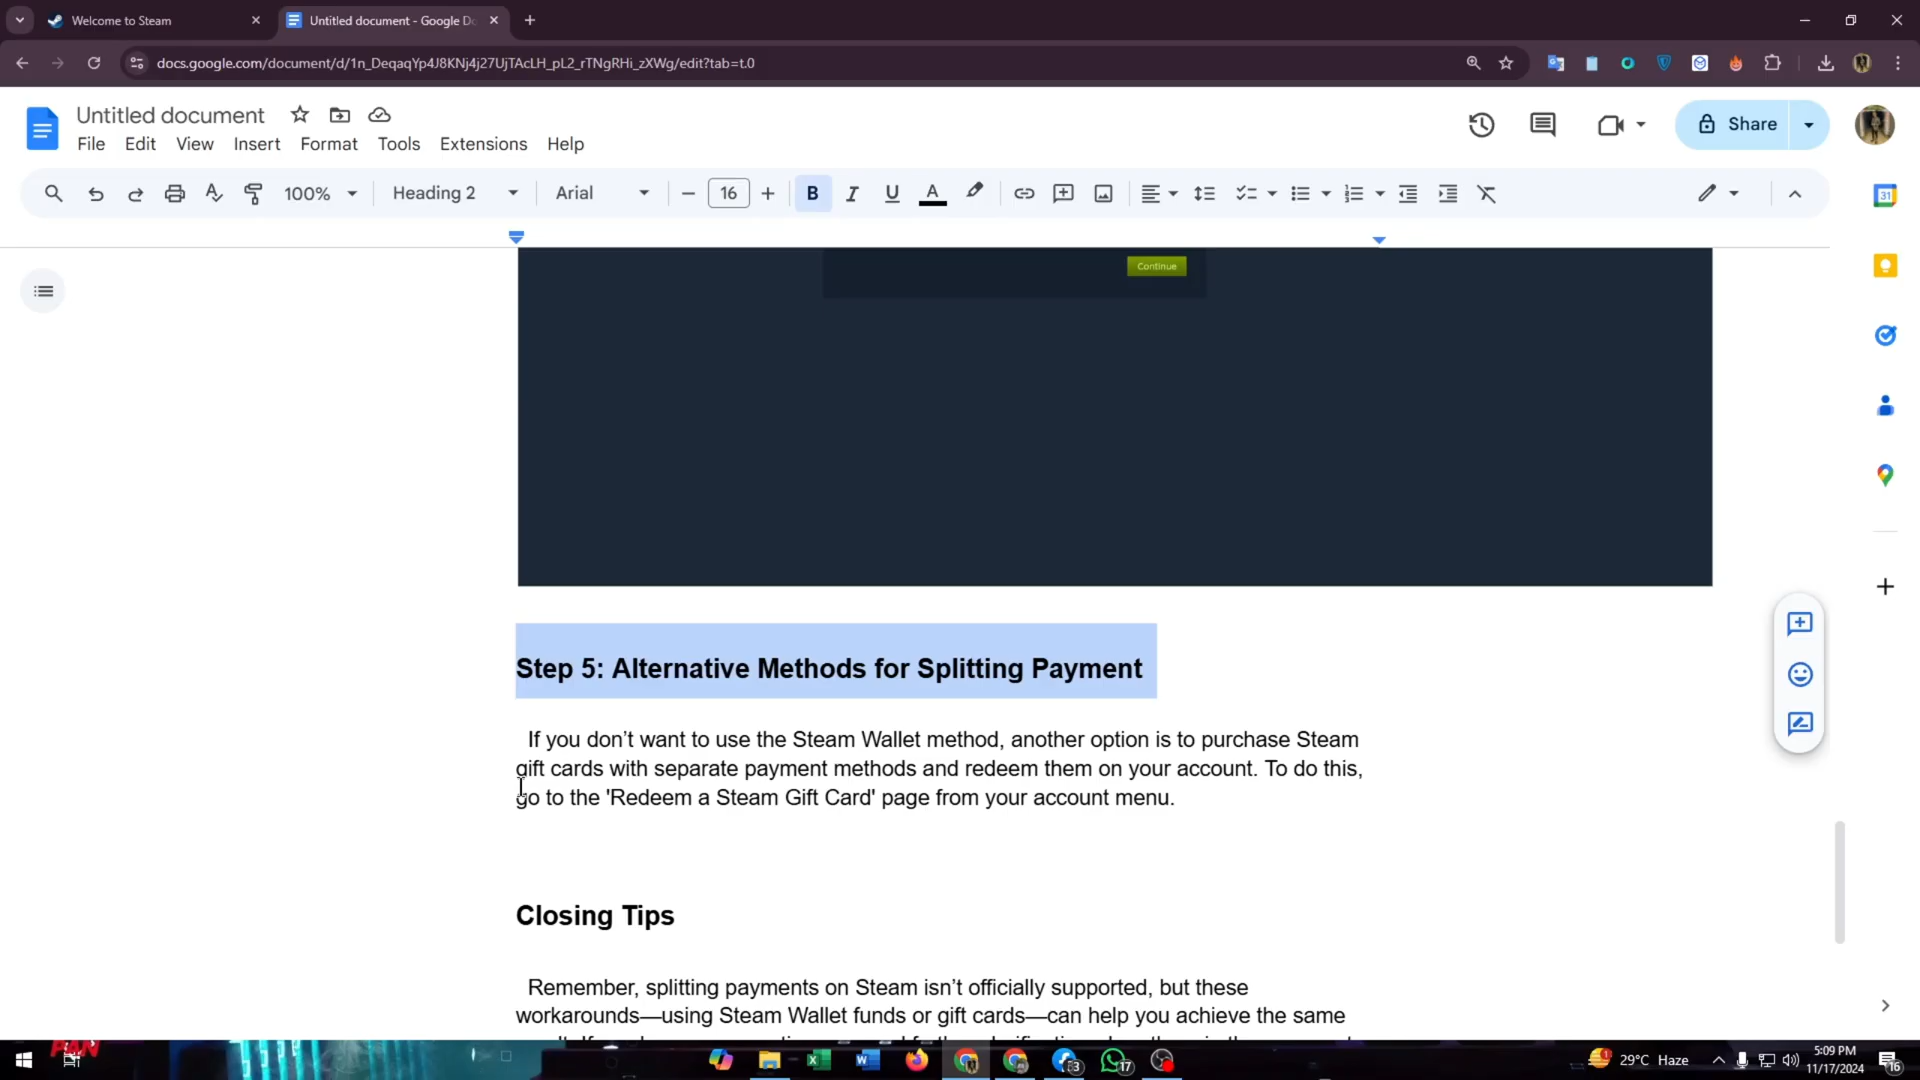 Welcome to Steam
Untitled document - Google Do
docs.google.com/document/d/1n_DeqaqYp4J8KNj4j27UjTAcLH_pL2_rTNgRHi_zXWg/edit?tab=t.0
Untitled document
File Edit View Insert Format Tools Extensions Help
Share
100% Heading 2 Arial 16
Continue
Step 5: Alternative Methods for Splitting Payment
If you don’t want to use the Steam Wallet method, another option is to purchase Steam
gift cards with separate payment methods and redeem them on your account. To do this,
go to the 'Redeem a Steam Gift Card' page from your account menu.
Closing Tips
Remember, splitting payments on Steam isn’t officially supported, but these
workarounds—using Steam Wallet funds or gift cards—can help you achieve the same
PAN
29°C Haze
5:09 PM
11/17/2024